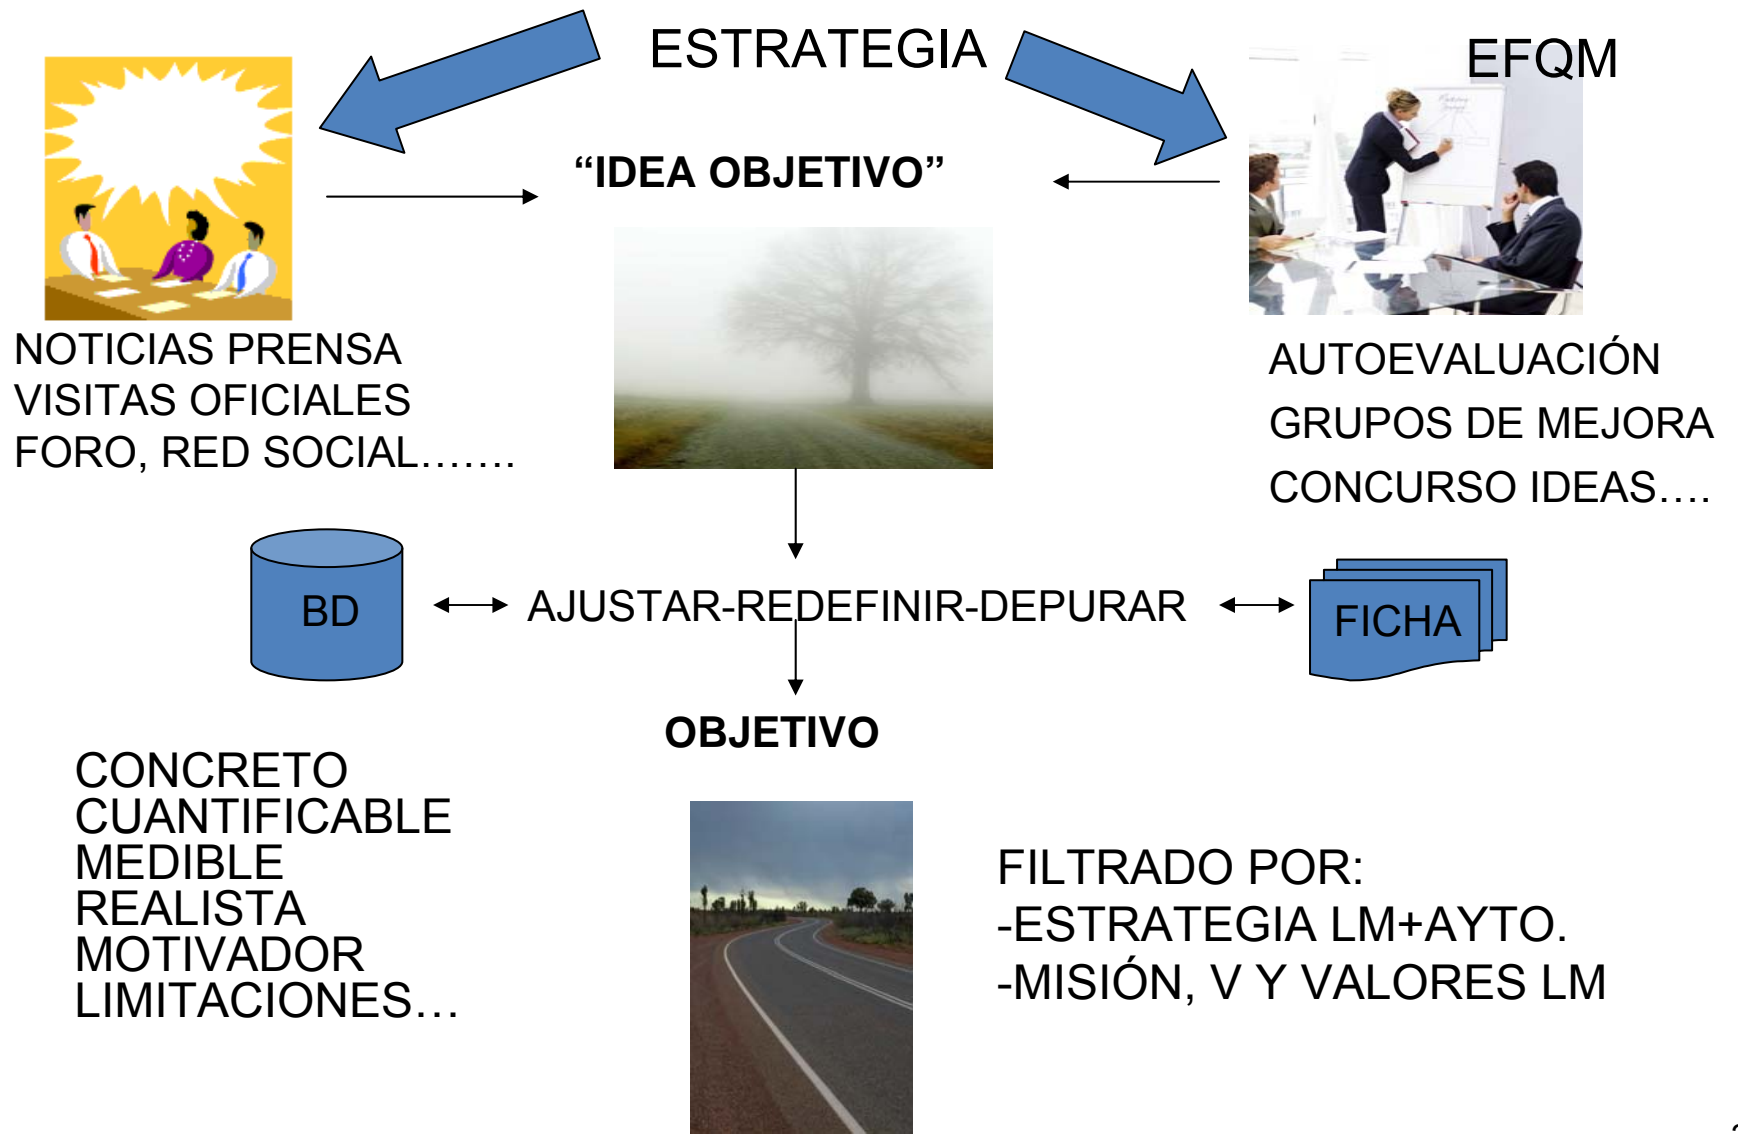 ESTRATEGIA
EFQM
“IDEA OBJETIVO”
NOTICIAS PRENSA
VISITAS OFICIALES
FORO, RED SOCIAL…….
AUTOEVALUACIÓN
GRUPOS DE MEJORA
CONCURSO IDEAS….
BD
AJUSTAR-REDEFINIR-DEPURAR
FICHA
OBJETIVO
CONCRETO
CUANTIFICABLE
MEDIBLE
REALISTA
MOTIVADOR
LIMITACIONES…
FILTRADO POR:
-ESTRATEGIA LM+AYTO.
-MISIÓN, V Y VALORES LM